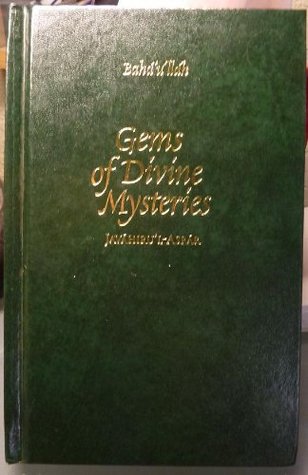 Bahá'u'lláh
Gems
of Divine
Mysteries
JAVÁHIRU'L-ASRÁR